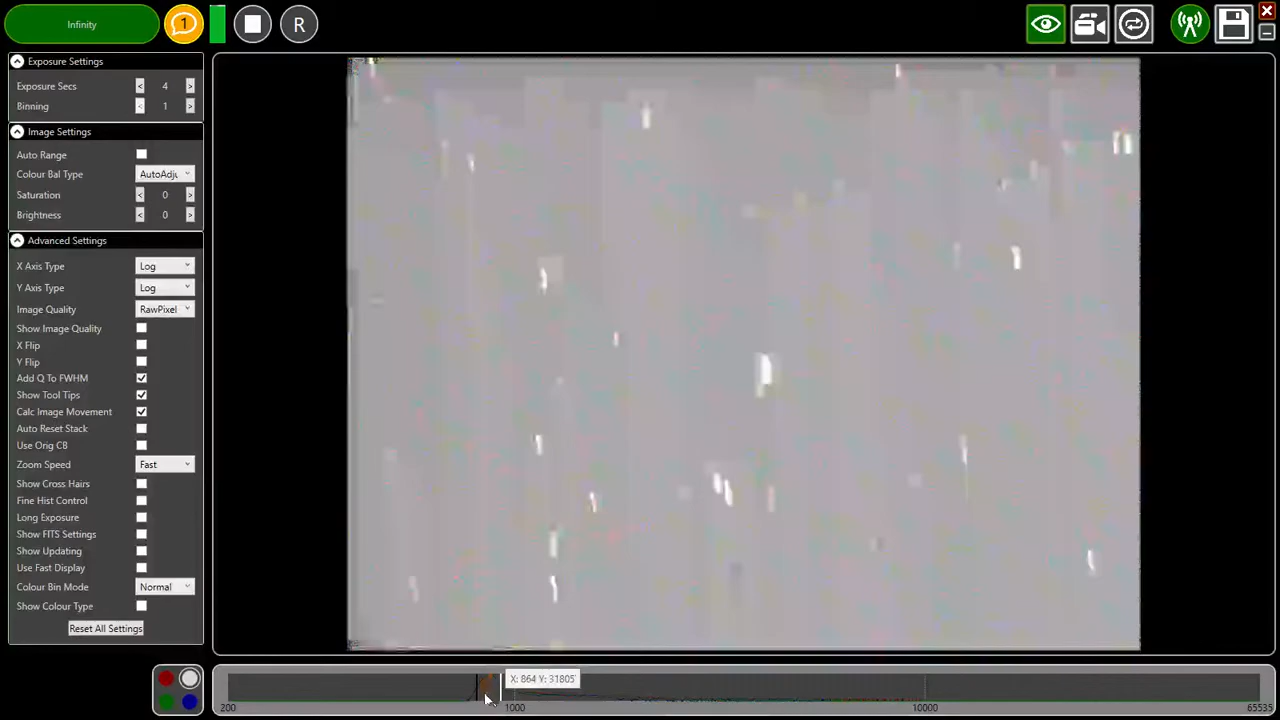 Infinity
1
R
Exposure Settings
Exposure Secs < 4 >
Binning < 1 >
Image Settings
Auto Range
Colour Bal Type AutoAdju
Saturation < 0 >
Brightness < 0 >
Advanced Settings
X Axis Type Log
Y Axis Type Log
Image Quality RawPixel
Show Image Quality
X Flip
Y Flip
Add Q To FWHM
Show Tool Tips
Calc Image Movement
Auto Reset Stack
Use Orig CB
Zoom Speed Fast
Show Cross Hairs
Fine Hist Control
Long Exposure
Show FITS Settings
Show Updating
Use Fast Display
Colour Bin Mode Normal
Show Colour Type
Reset All Settings
X: 864 Y: 31805
200 1000 10000 65535